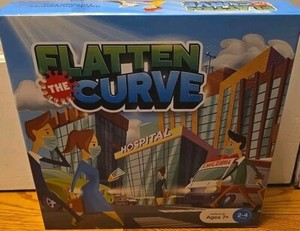 FLATTEN
THE
CURVE
HOSPITAL
Ages 7+
2-4